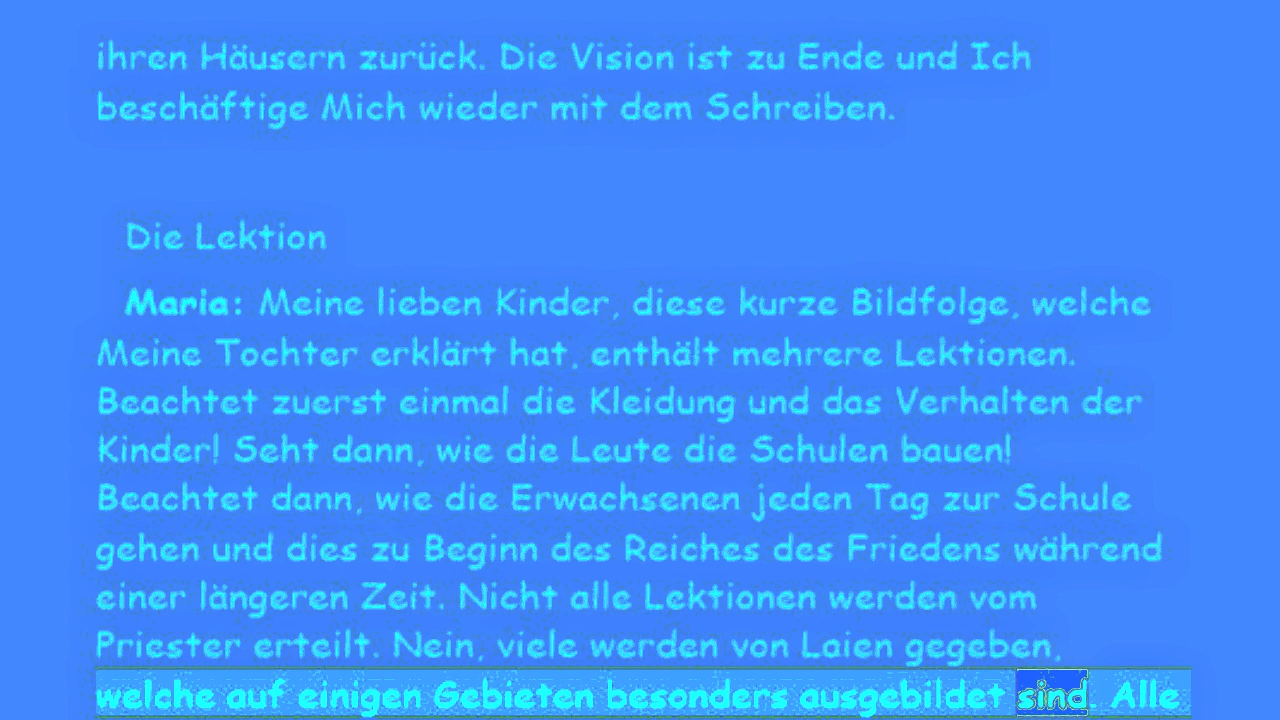 ihren Häusern zurück. Die Vision ist zu Ende und Ich
beschäftige Mich wieder mit dem Schreiben.
Die Lektion
Maria: Meine lieben Kinder, diese kurze Bildfolge, welche
Meine Tochter erklärt hat, enthält mehrere Lektionen.
Beachtet zuerst einmal die Kleidung und das Verhalten der
Kinder! Seht dann, wie die Leute die Schulen bauen!
Beachtet dann, wie die Erwachsenen jeden Tag zur Schule
gehen und dies zu Beginn des Reiches des Friedens während
einer längeren Zeit. Nicht alle Lektionen werden vom
Priester erteilt. Nein, viele werden von Laien gegeben,
welche auf einigen Gebieten besonders ausgebildet sind. Alle